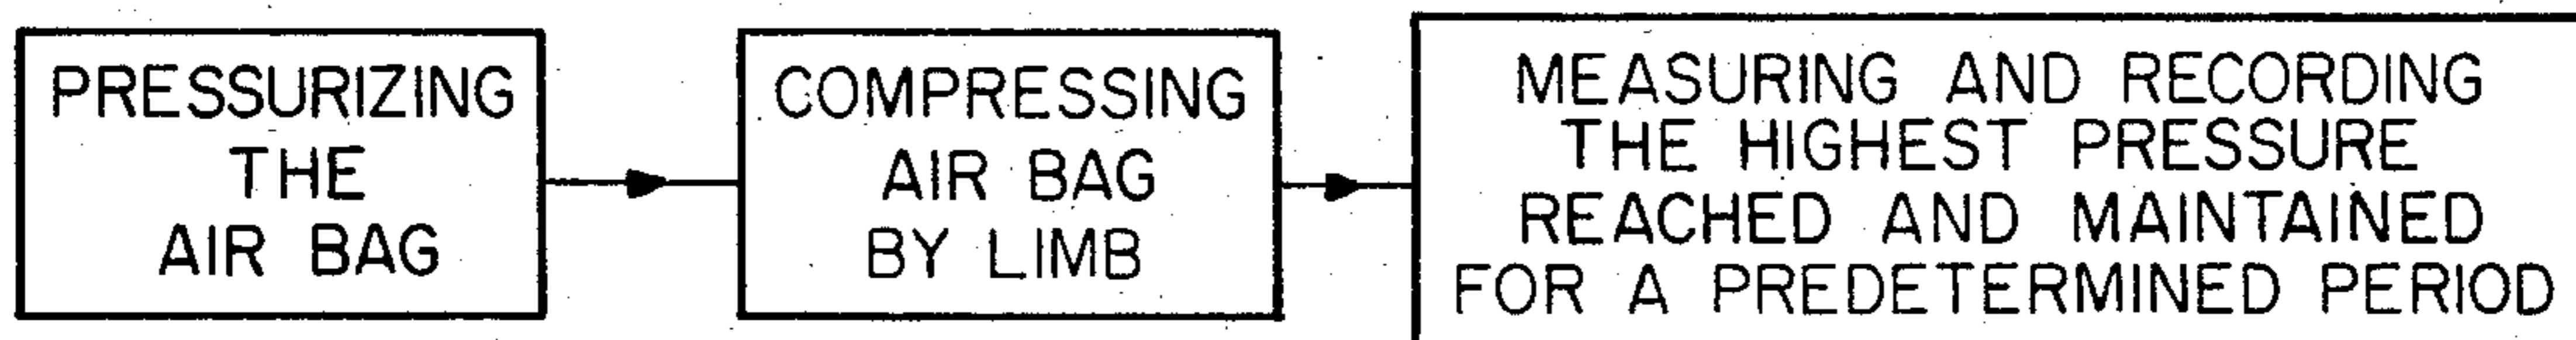 PRESSURIZING
THE
AIR BAG
COMPRESSING
AIR BAG
BY LIMB
MEASURING AND RECORDING
THE HIGHEST PRESSURE
REACHED AND MAINTAINED
FOR A PREDETERMINED PERIOD